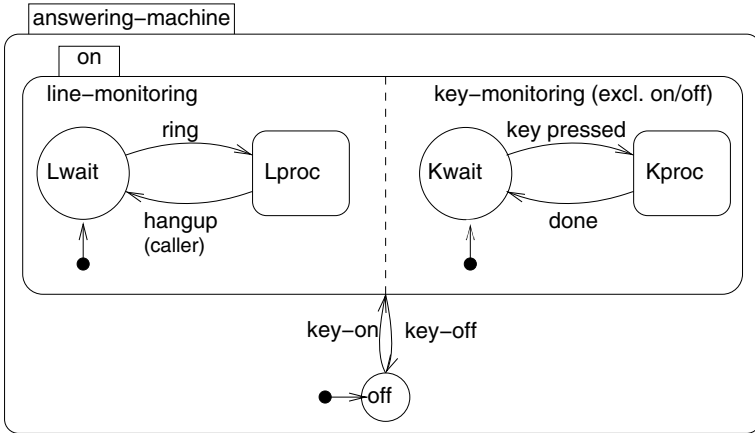 answering−machine
on
line−monitoring
key−monitoring (excl. on/off)
ring
key pressed
Lwait
Lproc
Kwait
Kproc
hangup
(caller)
done
key−on
key−off
off